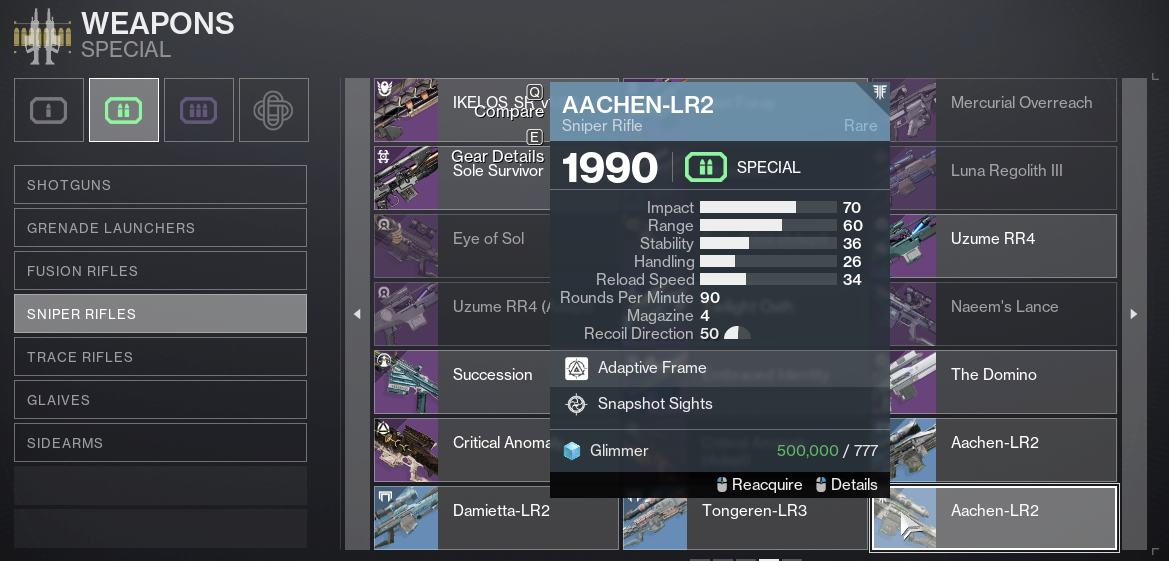 WEAPONS
SPECIAL
SHOTGUNS
GRENADE LAUNCHERS
FUSION RIFLES
SNIPER RIFLES
TRACE RIFLES
GLAIVES
SIDEARMS
IKELOS_SR_v
Q
Compare
E
Gear Details
Sole Survivor
Eye of Sol
Uzume RR4 (A
Succession
Critical Anoma
Damietta-LR2
Tongeren-LR3
AACHEN-LR2
Sniper Rifle Rare
1990 SPECIAL
Impact 70
Range 60
Stability 36
Handling 26
Reload Speed 34
Rounds Per Minute 90
Magazine 4
Recoil Direction 50
Adaptive Frame
Snapshot Sights
Glimmer 500,000 / 777
Reacquire Details
Mercurial Overreach
Luna Regolith III
Uzume RR4
Naeem's Lance
The Domino
Aachen-LR2
Aachen-LR2